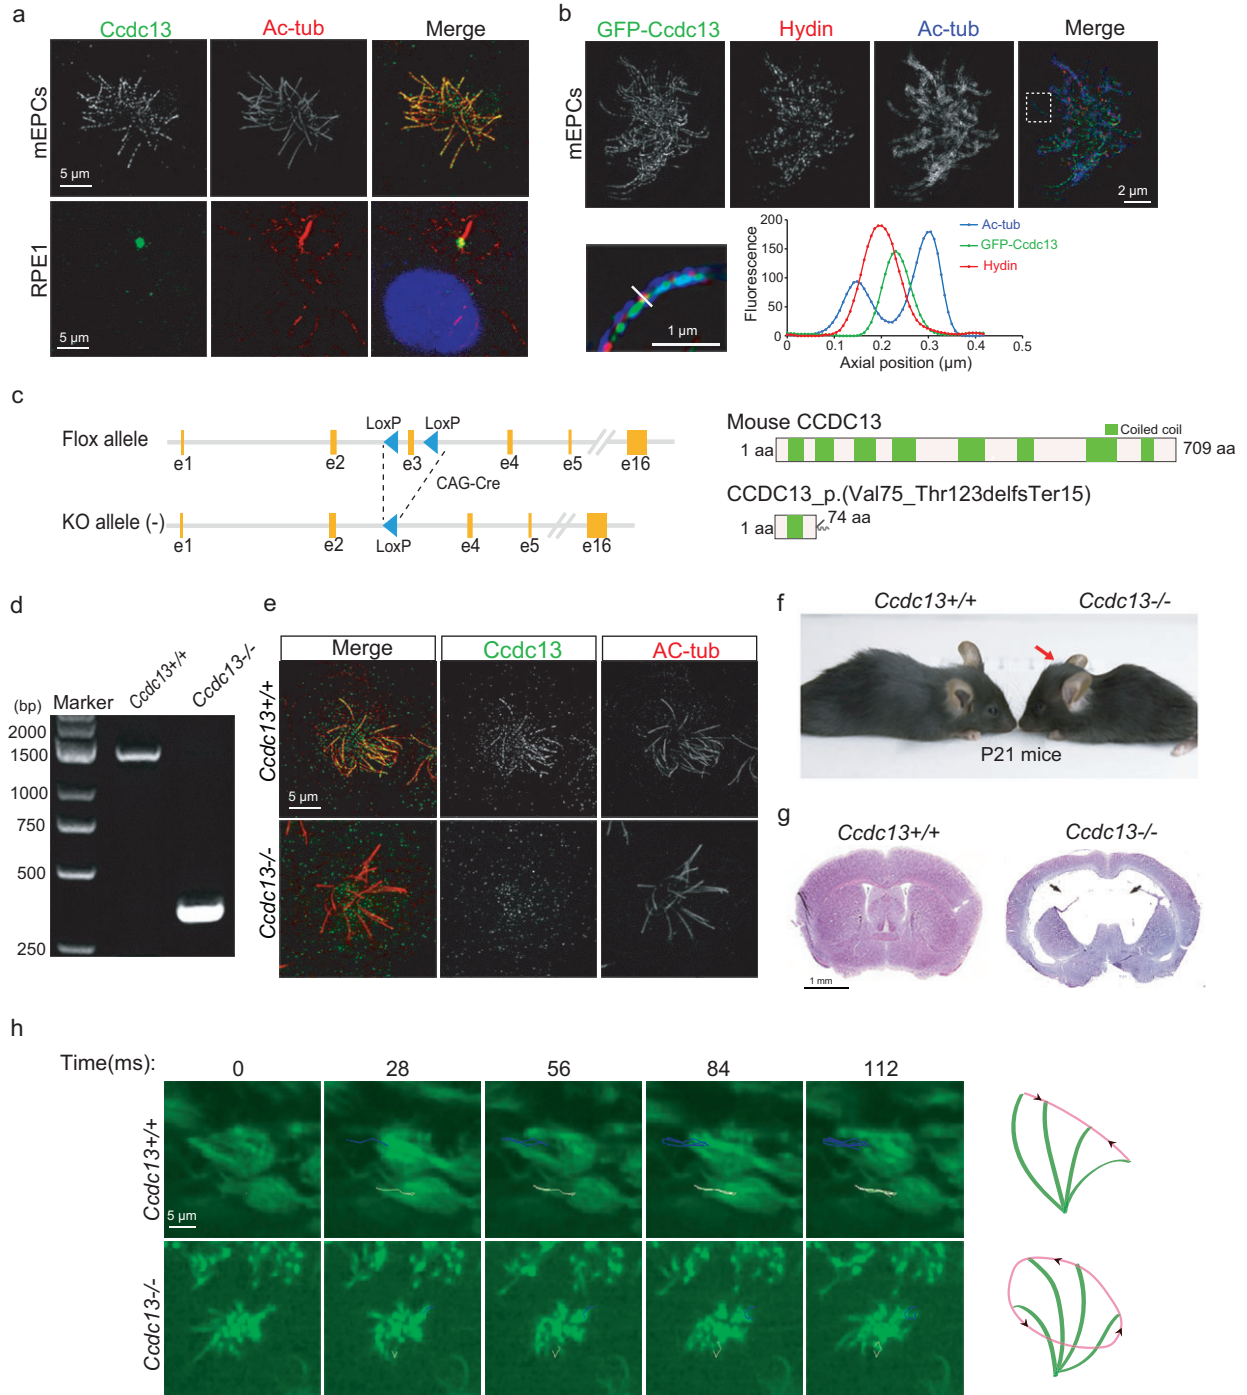 a
Ccdc13 Ac-tub Merge
mEPCs
5 µm
RPE1
5 µm
b
GFP-Ccdc13 Hydin Ac-tub Merge
mEPCs
2 µm
1 µm
Fluorescence
200
150
100
50
0
0 0.1 0.2 0.3 0.4 0.5
Axial position (µm)
Ac-tub
GFP-Ccdc13
Hydin
c
Flox allele
LoxP LoxP
e1 e2 e3 e4 e5 e16
CAG-Cre
KO allele (-)
e1 e2 LoxP e4 e5 e16
Mouse CCDC13
Coiled coil
1 aa 709 aa
CCDC13_p.(Val75_Thr123delfsTer15)
1 aa 74 aa
d
(bp) Marker Ccdc13+/+ Ccdc13-/-
2000
1500
1000
750
500
250
e
Merge Ccdc13 AC-tub
Ccdc13+/+
5 µm
Ccdc13-/-
f
Ccdc13+/+ Ccdc13-/-
P21 mice
g
Ccdc13+/+ Ccdc13-/-
1 mm
h
Time(ms): 0 28 56 84 112
Ccdc13+/+
5 µm
Ccdc13-/-